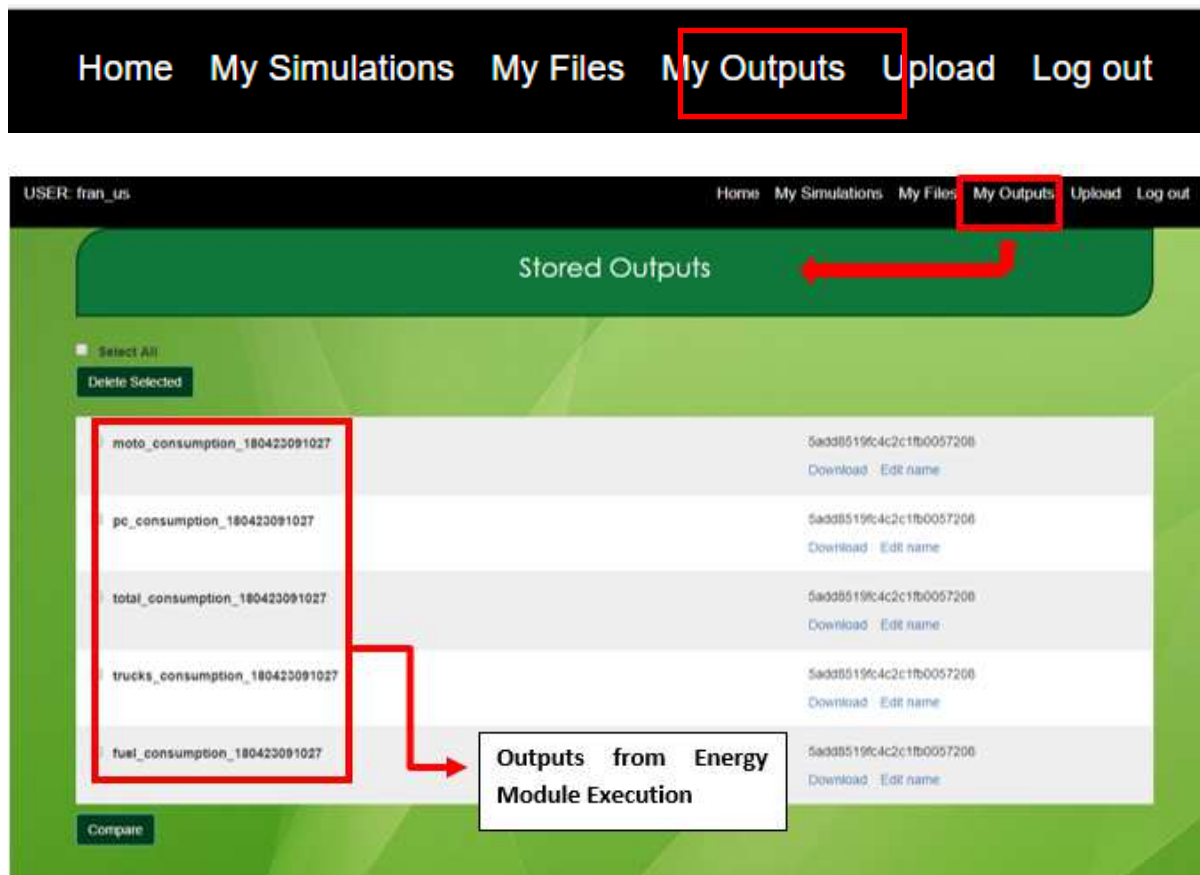 Home My Simulations My Files My Outputs Upload Log out
USER: fran_us
Home My Simulations My Files My Outputs Upload Log out
Stored Outputs
Select All
Delete Selected
moto_consumption_180423091027
5add8519fc4c2c1fb0057208
Download Edit name
pc_consumption_180423091027
5add8519fc4c2c1fb0057208
Download Edit name
total_consumption_180423091027
5add8519fc4c2c1fb0057208
Download Edit name
trucks_consumption_180423091027
5add8519fc4c2c1fb0057208
Download Edit name
fuel_consumption_180423091027
5add8519fc4c2c1fb0057208
Download Edit name
Outputs from Energy
Module Execution
Compare